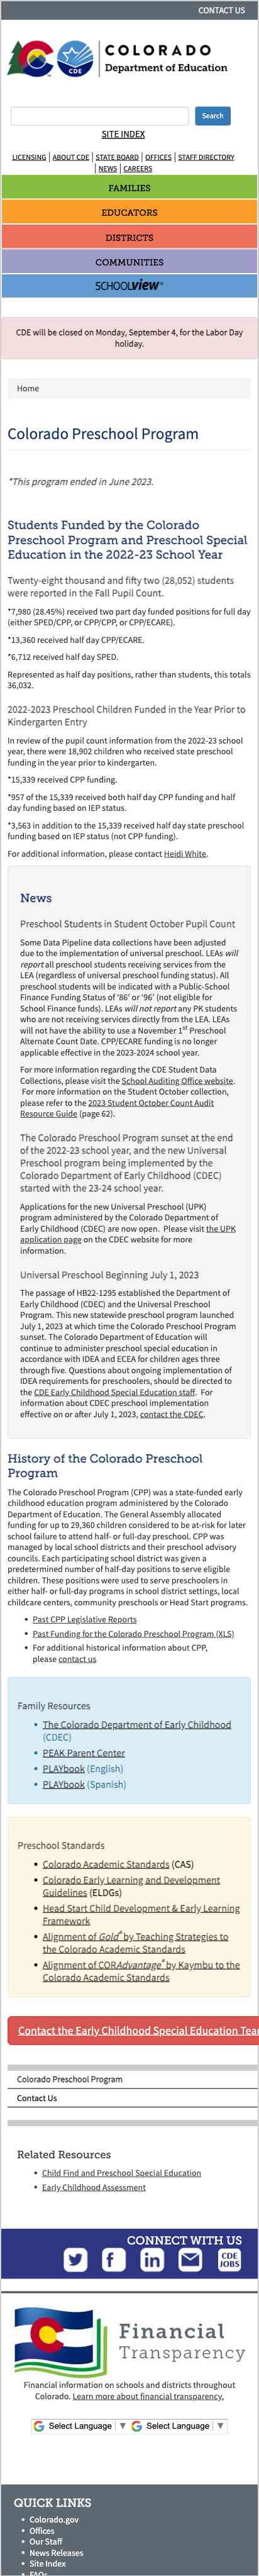 CONTACT US
COLORADO
Department of Education
CDE
Search
SITE INDEX
LICENSING | ABOUT CDE | STATE BOARD | OFFICES | STAFF DIRECTORY
| NEWS | CAREERS
FAMILIES
EDUCATORS
DISTRICTS
COMMUNITIES
SCHOOLVIEW®
CDE will be closed on Monday, September 4, for the Labor Day
holiday.
Home
Colorado Preschool Program
*This program ended in June 2023.
Students Funded by the Colorado
Preschool Program and Preschool Special
Education in the 2022-23 School Year
Twenty-eight thousand and fifty two (28,052) students
were reported in the Fall Pupil Count.
*7,980 (28.45%) received two part day funded positions for full day
(either SPED/CPP, or CPP/CPP, or CPP/ECARE).
*13,360 received half day CPP/ECARE.
*6,712 received half day SPED.
Represented as half day positions, rather than students, this totals
36,032.
2022-2023 Preschool Children Funded in the Year Prior to
Kindergarten Entry
In review of the pupil count information from the 2022-23 school
year, there were 18,902 children who received state preschool
funding in the year prior to kindergarten.
*15,339 received CPP funding.
*957 of the 15,339 received both half day CPP funding and half
day funding based on IEP status.
*3,563 in addition to the 15,339 received half day state preschool
funding based on IEP status (not CPP funding).
For additional information, please contact Heidi White.
News
Preschool Students in Student October Pupil Count
Some Data Pipeline data collections have been adjusted
due to the implementation of universal preschool. LEAs will
report all preschool students receiving services from the
LEA (regardless of universal preschool funding status). All
preschool students will be indicated with a Public-School
Finance Funding Status of '86' or '96' (not eligible for
School Finance funds). LEAs will not report any PK students
who are not receiving services directly from the LEA. LEAs
will not have the ability to use a November 1st Preschool
Alternate Count Date. CPP/ECARE funding is no longer
applicable effective in the 2023-2024 school year.
For more information regarding the CDE Student Data
Collections, please visit the School Auditing Office website.
For more information on the Student October collection,
please refer to the 2023 Student October Count Audit
Resource Guide (page 62).
The Colorado Preschool Program sunset at the end
of the 2022-23 school year, and the (new) Universal
Preschool program being implemented by the
Colorado Department of Early Childhood (CDEC)
started with the 23-24 school year.
Applications for the new Universal Preschool (UPK)
program administered by the Colorado Department of
Early Childhood (CDEC) are now open. Please visit the UPK
application page on the CDEC website for more
information.
Universal Preschool Beginning July 1, 2023
The passage of HB22-1295 established the Department of
Early Childhood (CDEC) and the Universal Preschool
Program. This new statewide preschool program launched
July 1, 2023 at which time the Colorado Preschool Program
sunset. The Colorado Department of Education will
continue to administer preschool special education in
accordance with IDEA and ECEA for children ages three
through five. Questions about ongoing implementation of
IDEA requirements for preschoolers, should be directed to
the CDE Early Childhood Special Education staff. For
information about CDEC preschool implementation
effective on or after July 1, 2023, contact the CDEC.
History of the Colorado Preschool
Program
The Colorado Preschool Program (CPP) was a state-funded early
childhood education program administered by the Colorado
Department of Education. The General Assembly allocated
funding for up to 29,360 children considered to be at-risk for later
school failure to attend half- or full-day preschool. CPP was
managed by local school districts and their preschool advisory
councils. Each participating school district was given a
predetermined number of half-day positions to serve eligible
children. These positions were used to serve preschoolers in
either half- or full-day programs in school district settings, local
childcare centers, community preschools or Head Start programs.
• Past CPP Legislative Reports
• Past Funding for the Colorado Preschool Program (XLS)
• For additional historical information about CPP,
please contact us
Family Resources
• The Colorado Department of Early Childhood
(CDEC)
• PEAK Parent Center
• PLAYbook (English)
• PLAYbook (Spanish)
Preschool Standards
• Colorado Academic Standards (CAS)
• Colorado Early Learning and Development
Guidelines (ELDGs)
• Head Start Child Development & Early Learning
Framework
• Alignment of Gold® by Teaching Strategies to
the Colorado Academic Standards
• Alignment of CORAdvantage® by Kaymbu to the
Colorado Academic Standards
Contact the Early Childhood Special Education Tea
Colorado Preschool Program
Contact Us
Related Resources
• Child Find and Preschool Special Education
• Early Childhood Assessment
CONNECT WITH US
CDE
JOBS
Financial
Transparency
Financial information on schools and districts throughout
Colorado. Learn more about financial transparency.
Select Language ▼ Select Language ▼
QUICK LINKS
• Colorado.gov
• Offices
• Our Staff
• News Releases
• Site Index
• FAQs